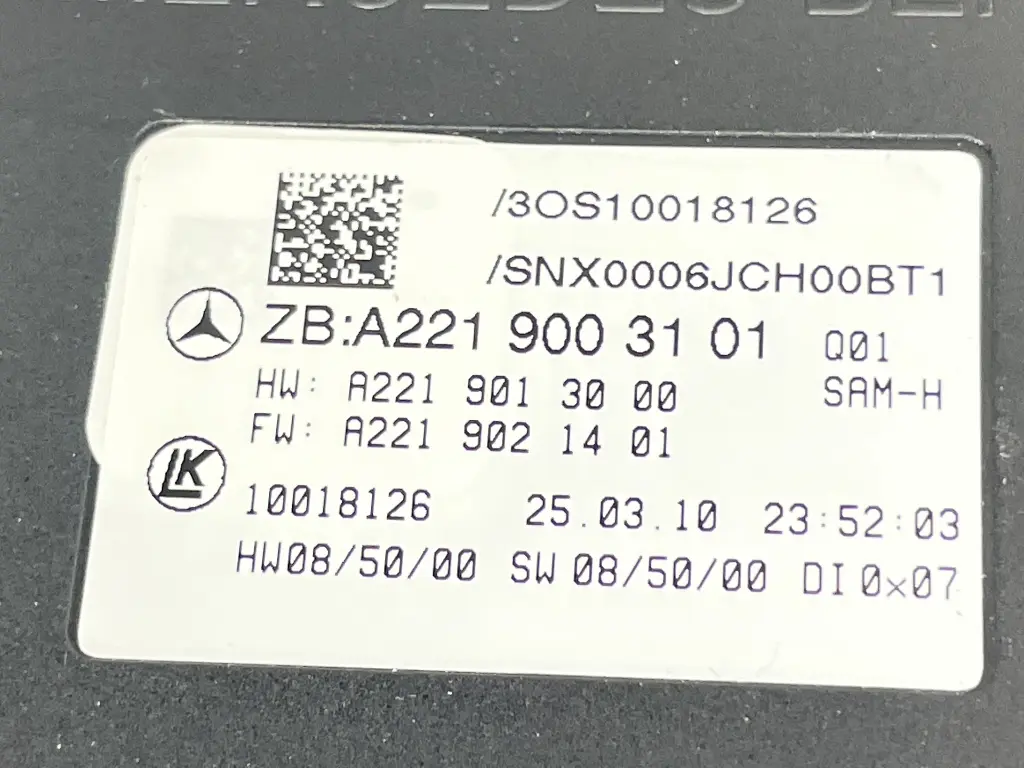 /3OS10018126
/SNX0006JCH00BT1
ZB:A221 900 31 01 Q01
HW: A221 901 30 00 SAM-H
FW: A221 902 14 01
LK
10018126 25.03.10 23:52:03
HW08/50/00 SW 08/50/00 DI 0x07